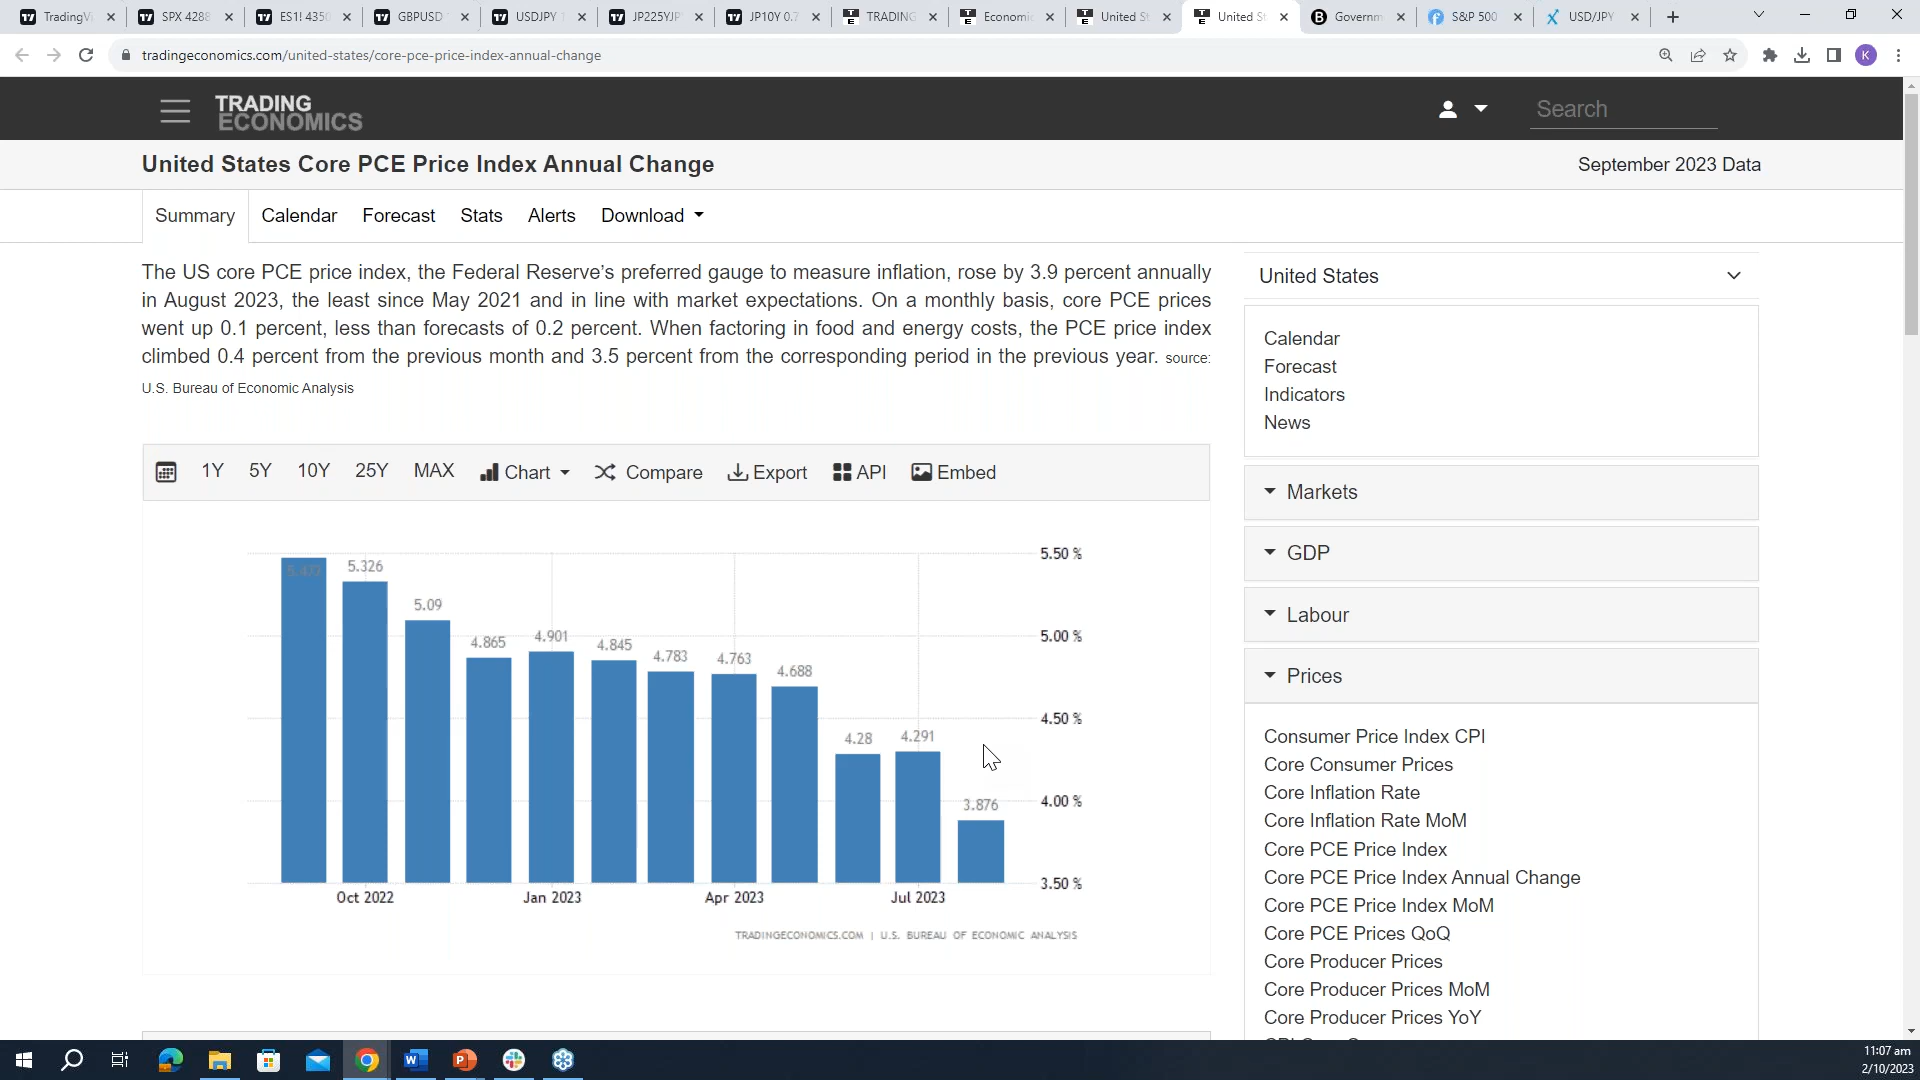 TradingVi
SPX 4288
ES1! 4350
GBPUSD
USDJPY 1
JP225YJP
JP10Y 0.7
TRADING
Economic
United St
United St
Governm
S&P 500
USD/JPY
tradingeconomics.com/united-states/core-pce-price-index-annual-change
K
TRADING
ECONOMICS
Search
United States Core PCE Price Index Annual Change
September 2023 Data
Summary
Calendar
Forecast
Stats
Alerts
Download
The US core PCE price index, the Federal Reserve’s preferred gauge to measure inflation, rose by 3.9 percent annually
in August 2023, the least since May 2021 and in line with market expectations. On a monthly basis, core PCE prices
went up 0.1 percent, less than forecasts of 0.2 percent. When factoring in food and energy costs, the PCE price index
climbed 0.4 percent from the previous month and 3.5 percent from the corresponding period in the previous year. source:
U.S. Bureau of Economic Analysis
1Y
5Y
10Y
25Y
MAX
Chart
Compare
Export
API
Embed
5.326
5.09
4.865
4.901
4.845
4.783
4.763
4.688
4.28
4.291
3.876
5.50 %
5.00 %
4.50 %
4.00 %
3.50 %
Oct 2022
Jan 2023
Apr 2023
Jul 2023
TRADINGECONOMICS.COM | U.S. BUREAU OF ECONOMIC ANALYSIS
United States
Calendar
Forecast
Indicators
News
Markets
GDP
Labour
Prices
Consumer Price Index CPI
Core Consumer Prices
Core Inflation Rate
Core Inflation Rate MoM
Core PCE Price Index
Core PCE Price Index Annual Change
Core PCE Price Index MoM
Core PCE Prices QoQ
Core Producer Prices
Core Producer Prices MoM
Core Producer Prices YoY
11:07 am
2/10/2023